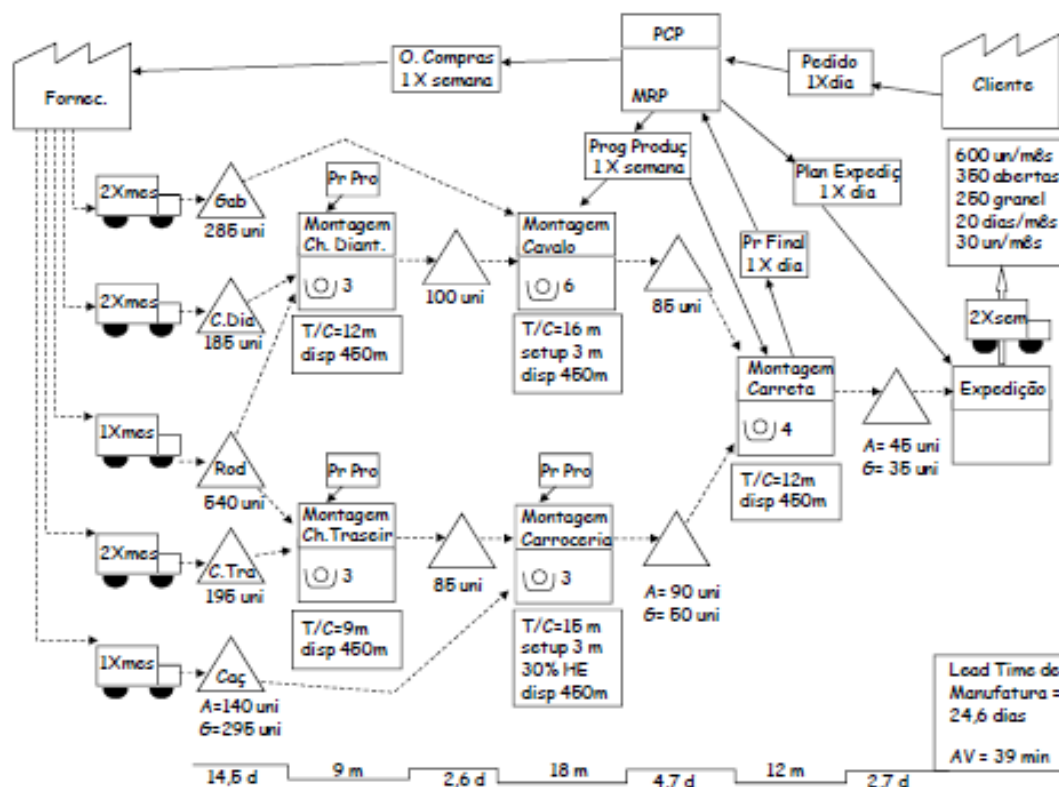 PCP
MRP
O. Compras
1 X semana
Pedido
1Xdia
Fornec.
Cliente
Prog Produç
1 X semana
Plan Expediç
1 X dia
Pr Final
1 X dia
600 un/mês
350 abertas
250 granel
20 dias/mês
30 un/mês
2Xmes
Gab
285 uni
Pr Pro
Montagem
Ch. Diant.
3
T/C=12m
disp 450m
100 uni
Montagem
Cavalo
6
T/C=16 m
setup 3 m
disp 450m
85 uni
2Xsem
2Xmes
C.Dia
185 uni
Montagem
Carreta
4
T/C=12m
disp 450m
A= 45 uni
G= 35 uni
Expedição
1Xmes
Rod
540 uni
Pr Pro
Montagem
Ch.Traseir
3
T/C=9m
disp 450m
85 uni
Pr Pro
Montagem
Carroceria
3
T/C=15 m
setup 3 m
30% HE
disp 450m
A= 90 uni
G= 50 uni
2Xmes
C.Tra
195 uni
1Xmes
Caç
A=140 uni
G=295 uni
Lead Time de
Manufatura =
24,6 dias
AV = 39 min
14,5 d
9 m
2,6 d
18 m
4,7 d
12 m
2,7 d